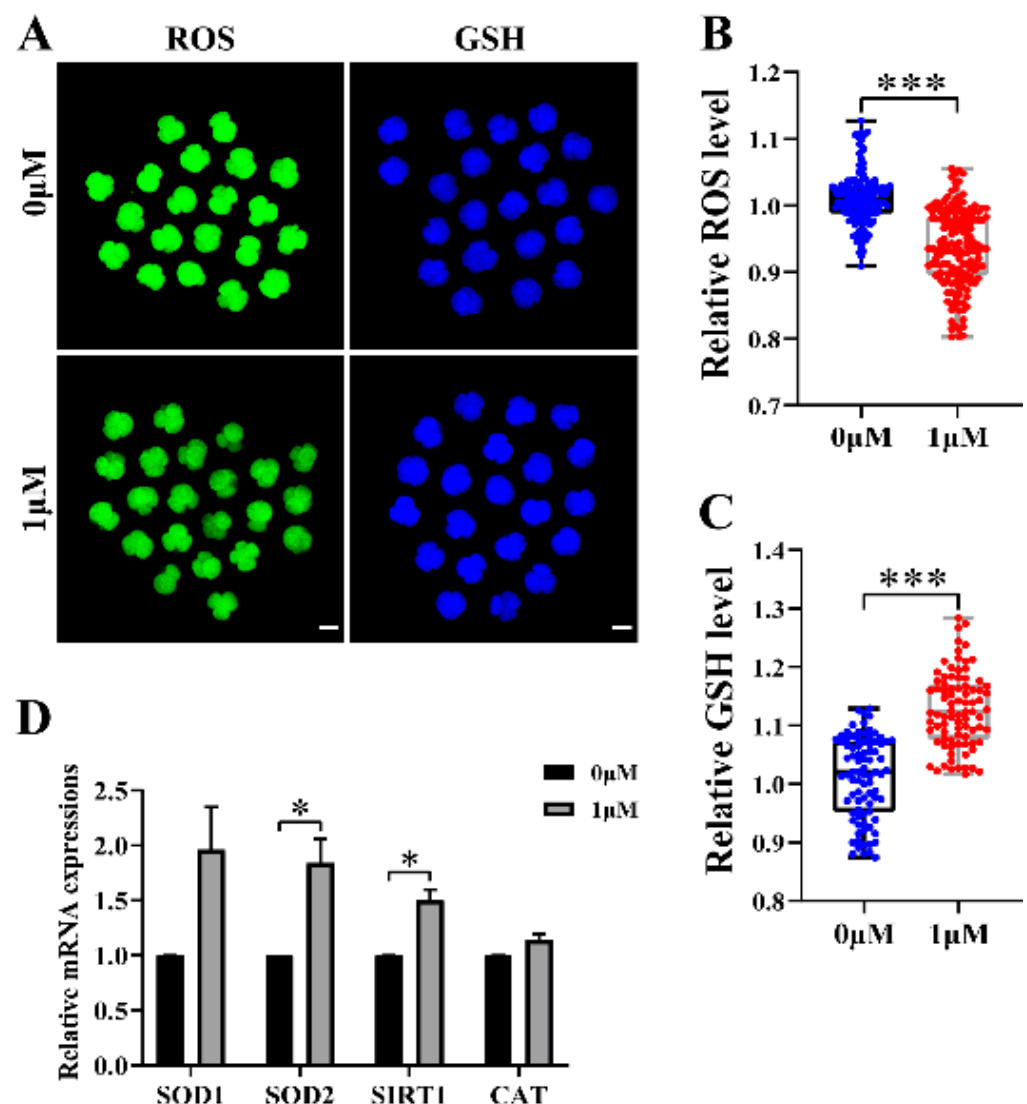 A
ROS
GSH
0μM
1μM
B
Relative ROS level
1.2
1.1
1.0
0.9
0.8
0.7
***
0μM
1μM
C
Relative GSH level
1.4
1.3
1.2
1.1
1.0
0.9
0.8
***
0μM
1μM
D
Relative mRNA expressions
2.5
2.0
1.5
1.0
0.5
0.0
0μM
1μM
*
*
SOD1
SOD2
SIRT1
CAT